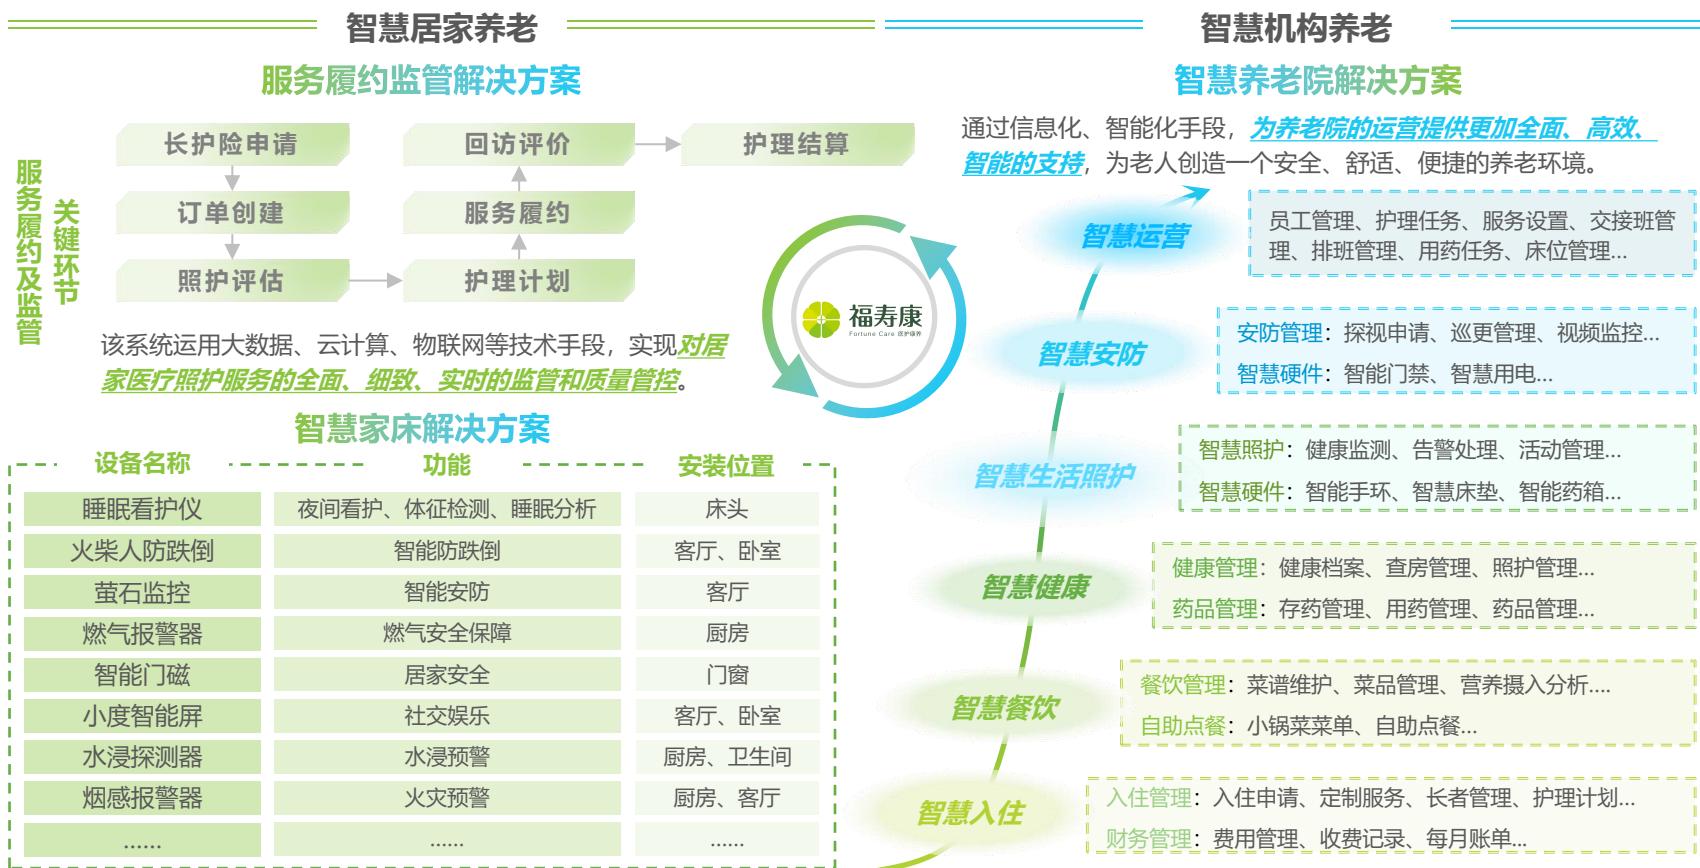 智慧居家养老
服务履约监管解决方案
服务履约及监管
关键环节
长护险申请
回访评价
护理结算
订单创建
服务履约
照护评估
护理计划
该系统运用大数据、云计算、物联网等技术手段，实现对居
家医疗照护服务的全面、细致、实时的监管和质量管控。
智慧家床解决方案
设备名称 功能 安装位置
睡眠看护仪 夜间看护、体征检测、睡眠分析 床头
火柴人防跌倒 智能防跌倒 客厅、卧室
萤石监控 智能安防 客厅
燃气报警器 燃气安全保障 厨房
智能门磁 居家安全 门窗
小度智能屏 社交娱乐 客厅、卧室
水浸探测器 水浸预警 厨房、卫生间
烟感报警器 火灾预警 厨房、客厅
...... ...... ......
福寿康
Fortune Care 医护康养
智慧机构养老
智慧养老院解决方案
通过信息化、智能化手段，为养老院的运营提供更加全面、高效、
智能的支持，为老人创造一个安全、舒适、便捷的养老环境。
智慧运营
员工管理、护理任务、服务设置、交接班管
理、排班管理、用药任务、床位管理...
智慧安防
安防管理：探视申请、巡更管理、视频监控...
智慧硬件：智能门禁、智慧用电...
智慧生活照护
智慧照护：健康监测、告警处理、活动管理...
智慧硬件：智能手环、智慧床垫、智能药箱...
智慧健康
健康管理：健康档案、查房管理、照护管理...
药品管理：存药管理、用药管理、药品管理...
智慧餐饮
餐饮管理：菜谱维护、菜品管理、营养摄入分析....
自助点餐：小锅菜菜单、自助点餐...
智慧入住
入住管理：入住申请、定制服务、长者管理、护理计划...
财务管理：费用管理、收费记录、每月账单...